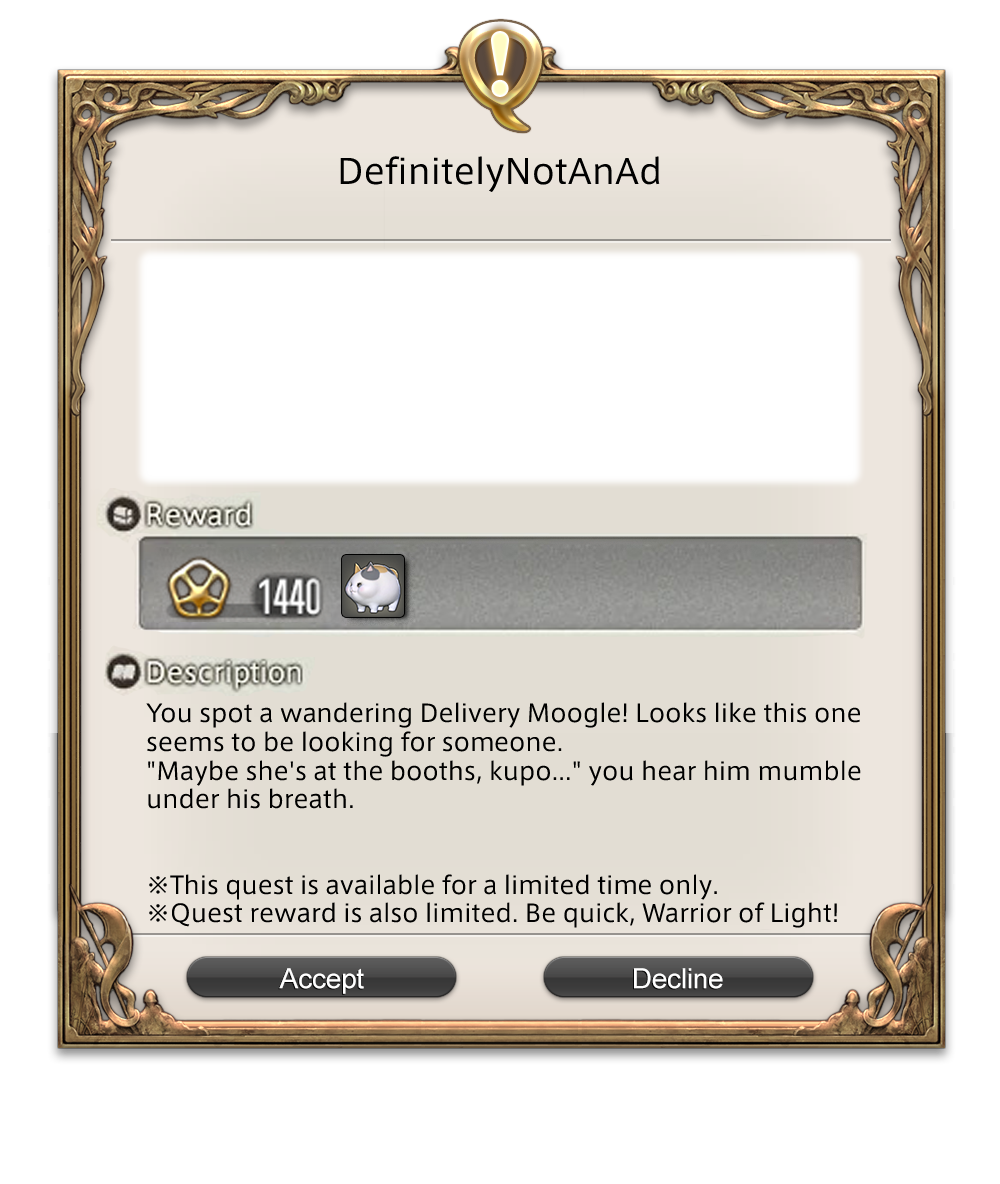 DefinitelyNotAnAd
Reward
1440
Description
You spot a wandering Delivery Moogle! Looks like this one
seems to be looking for someone.
"Maybe she's at the booths, kupo..." you hear him mumble
under his breath.
※This quest is available for a limited time only.
※Quest reward is also limited. Be quick, Warrior of Light!
Accept
Decline